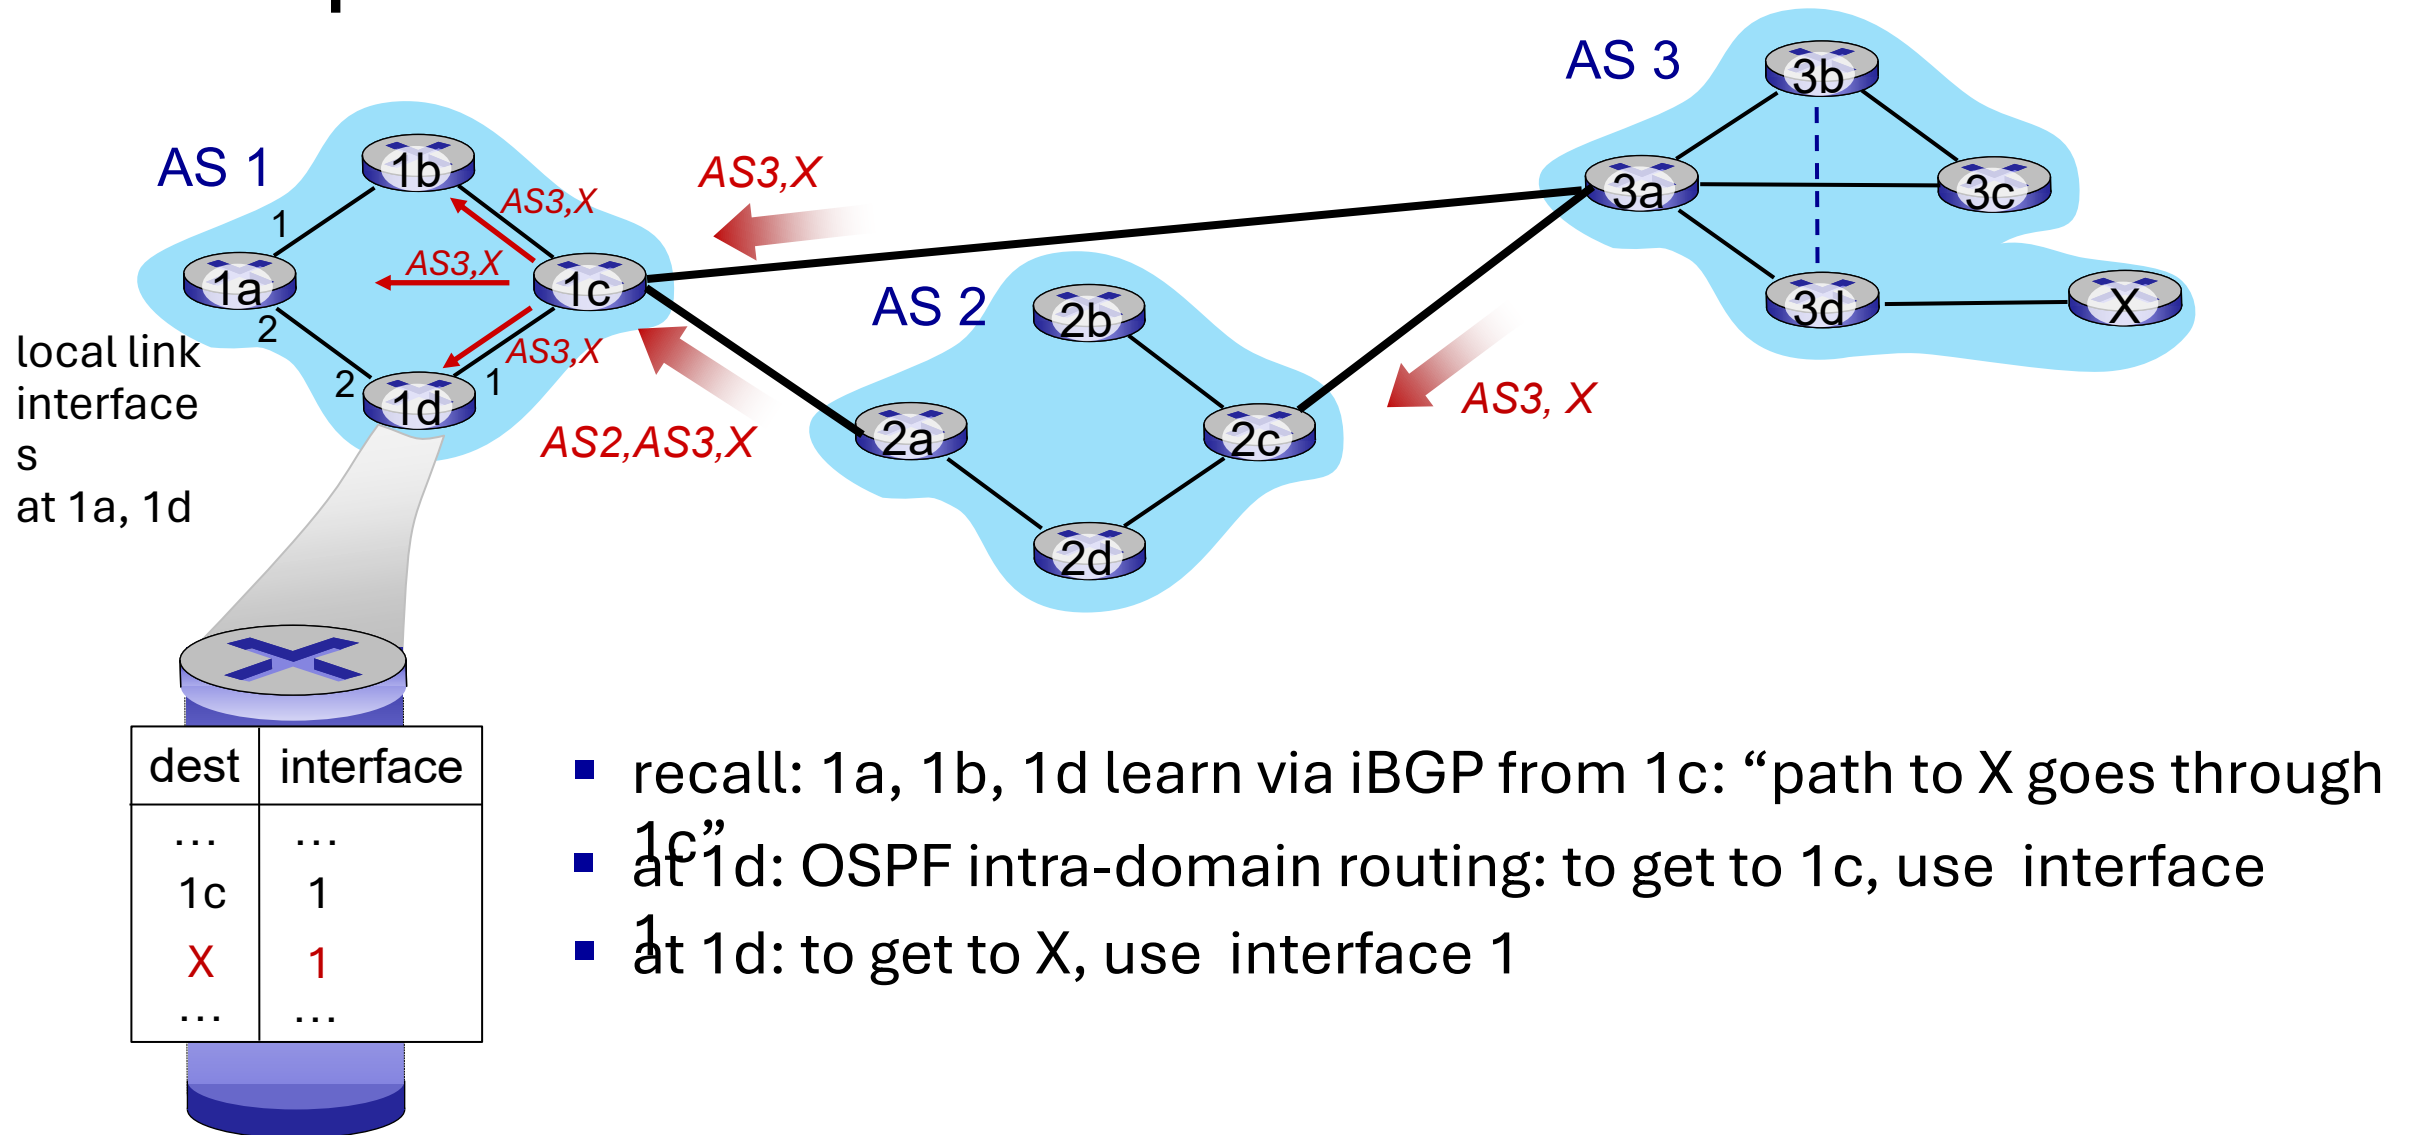 AS 3
3b
AS 1
1b
AS3,X
AS3,X
3a
3c
1
AS3,X
1a
1c
AS 2
2b
3d
X
2
local link
interface
s
at 1a, 1d
AS3,X
2
1
1d
AS3, X
AS2,AS3,X
2a
2c
2d
dest interface
... ...
1c 1
X 1
... ...
▪ recall: 1a, 1b, 1d learn via iBGP from 1c: “path to X goes through
1c”
▪ at 1d: OSPF intra-domain routing: to get to 1c, use interface
1
▪ at 1d: to get to X, use interface 1